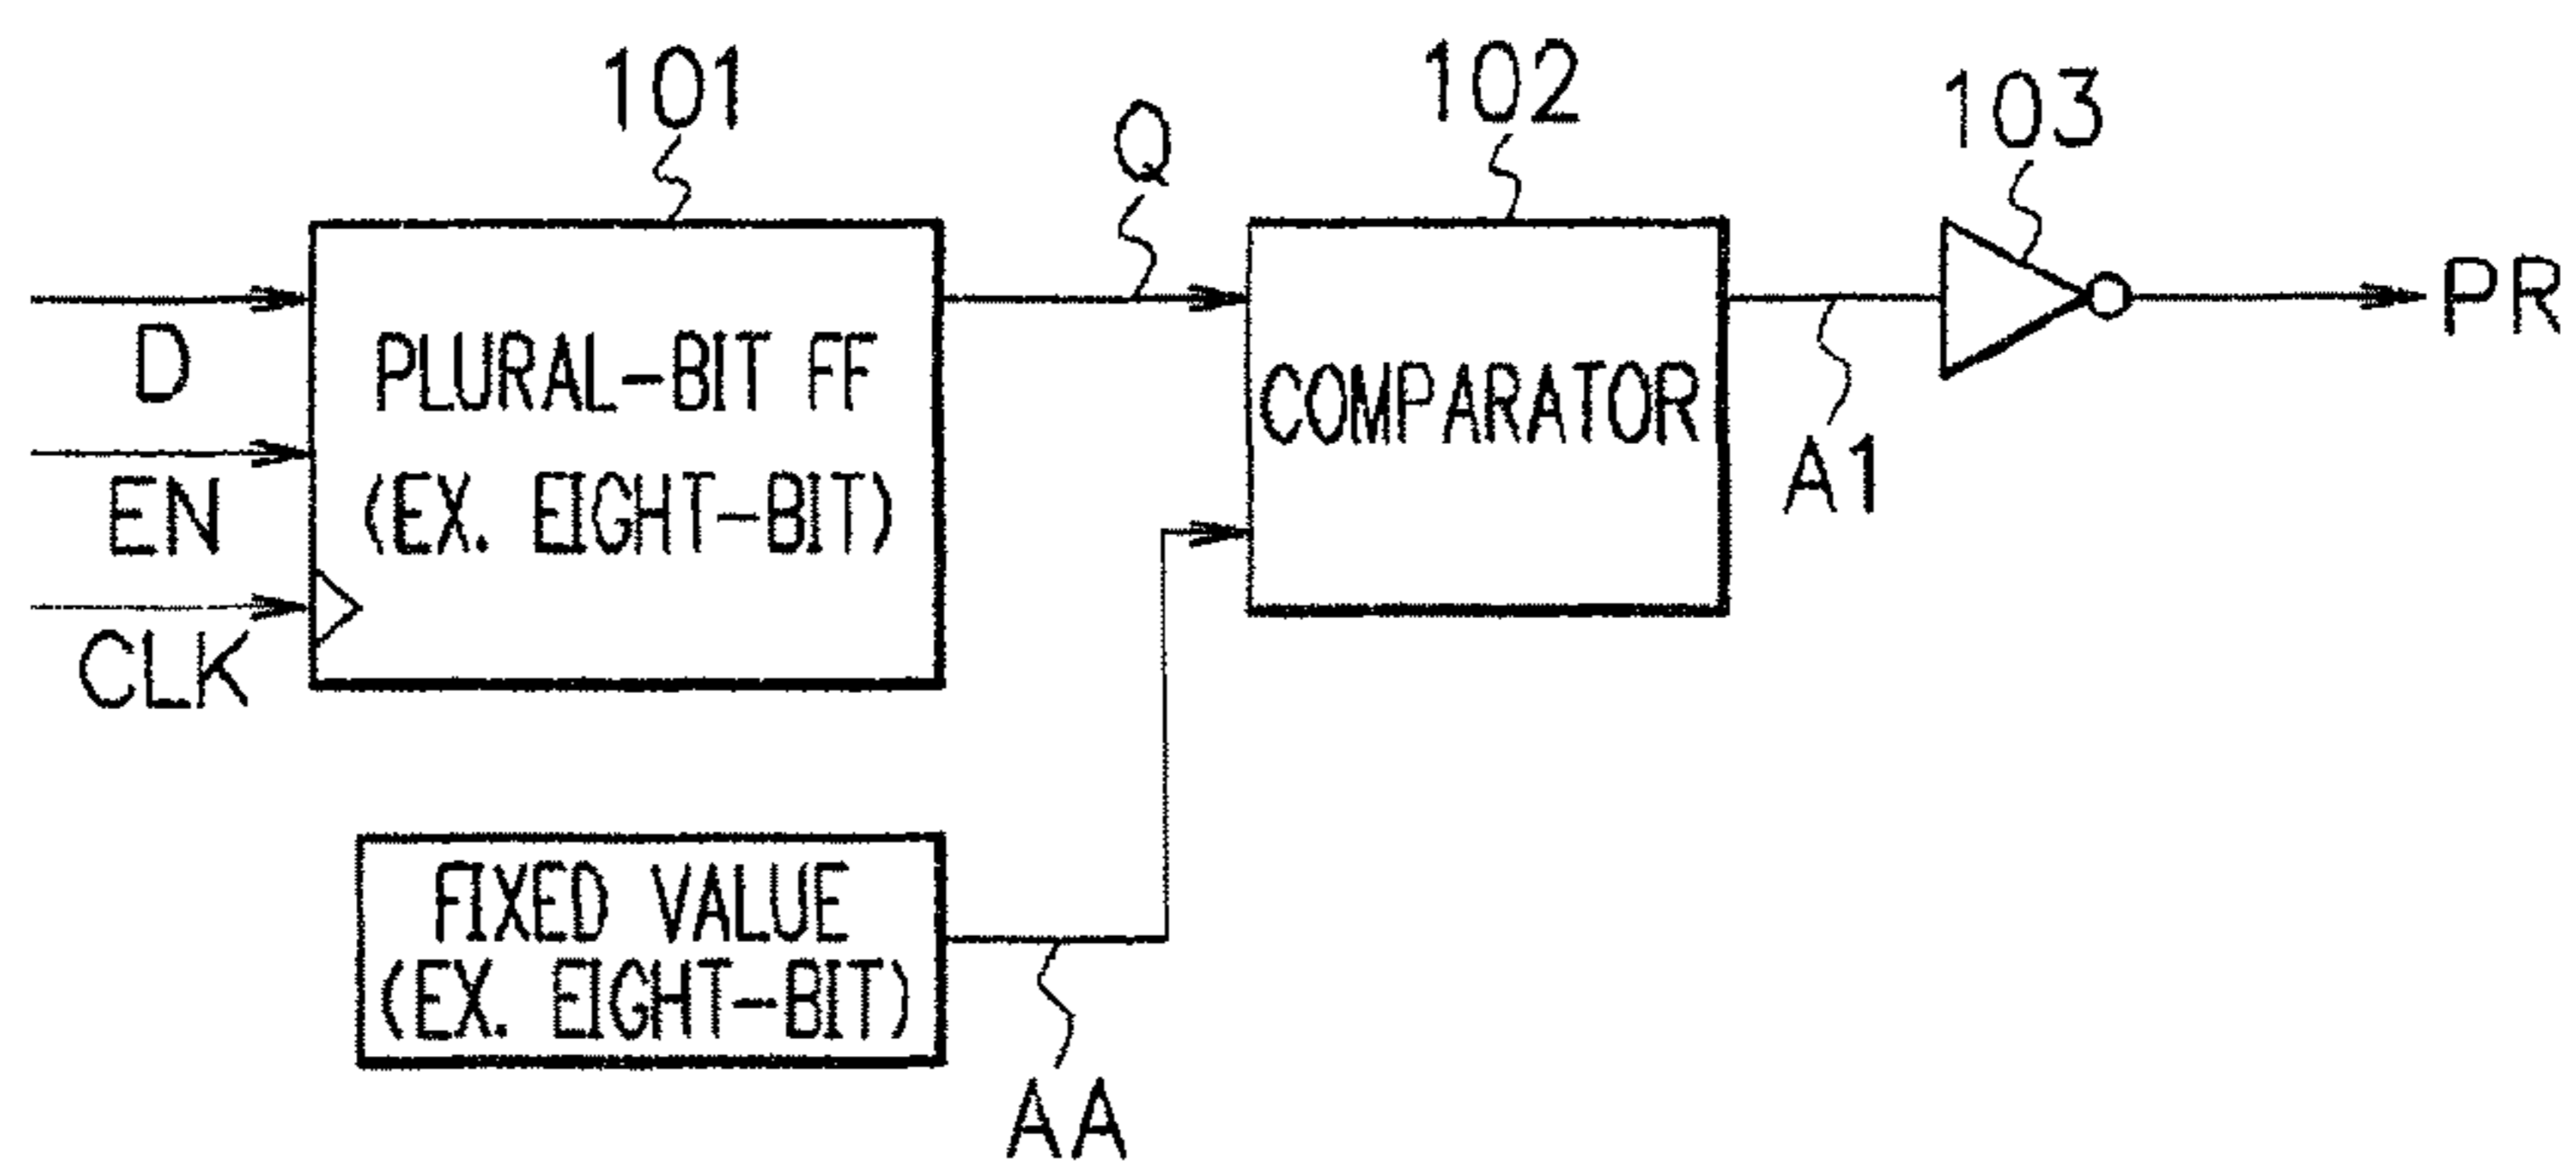 101
102
103
Q
D
EN
CLK
PLURAL-BIT FF
(EX. EIGHT-BIT)
COMPARATOR
A1
PR
FIXED VALUE
(EX. EIGHT-BIT)
AA